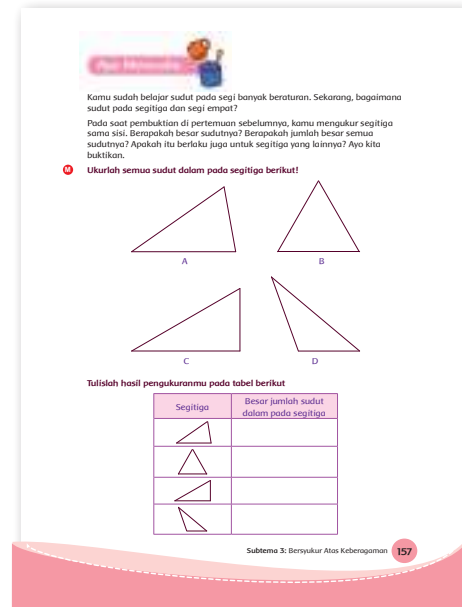 Kamu sudah belajar sudut pada segi banyak beraturan. Sekarang, bagaimana
sudut pada segitiga dan segi empat?
Pada saat pembuktian di pertemuan sebelumnya, kamu mengukur segitiga
sama sisi. Berapakah besar sudutnya? Berapakah jumlah besar semua
sudutnya? Apakah itu berlaku juga untuk segitiga yang lainnya? Ayo kita
buktikan.
M Ukurlah semua sudut dalam pada segitiga berikut!
A
B
C
D
Tulislah hasil pengukuranmu pada tabel berikut
Segitiga
Besar jumlah sudut
dalam pada segitiga
Subtema 3: Bersyukur Atas Keberagaman 157